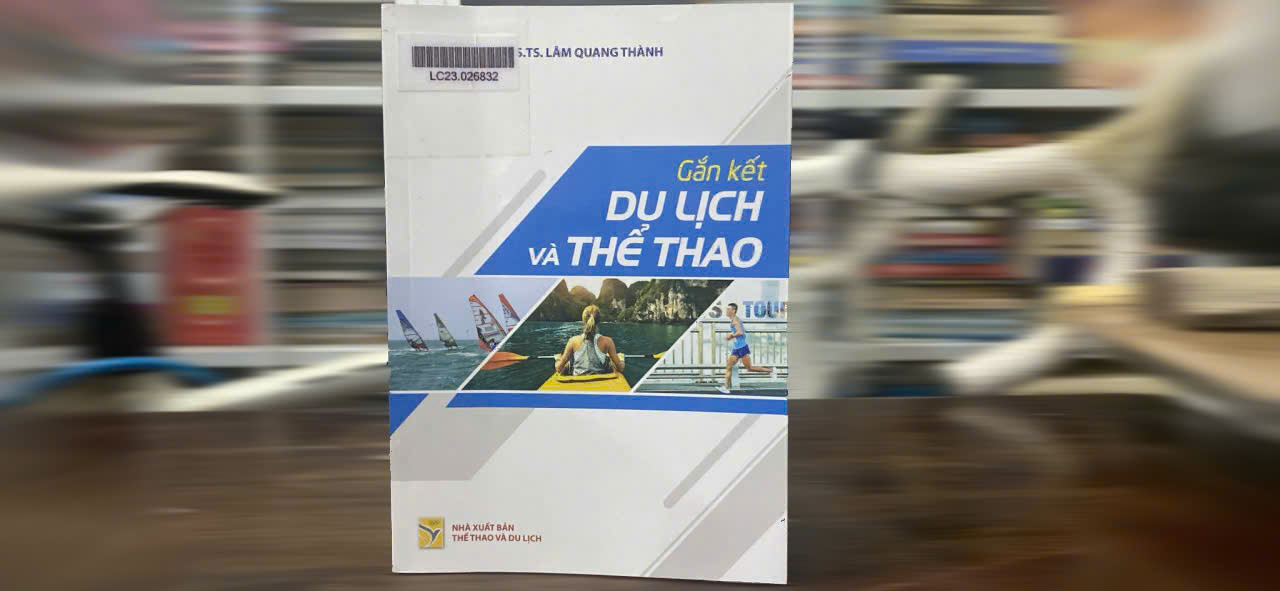 S.TS. LÂM QUANG THÀNH
LC23.026832
Gắn kết
DU LỊCH
VÀ THỂ THAO
S TOUR
NHÀ XUẤT BẢN
THỂ THAO VÀ DU LỊCH